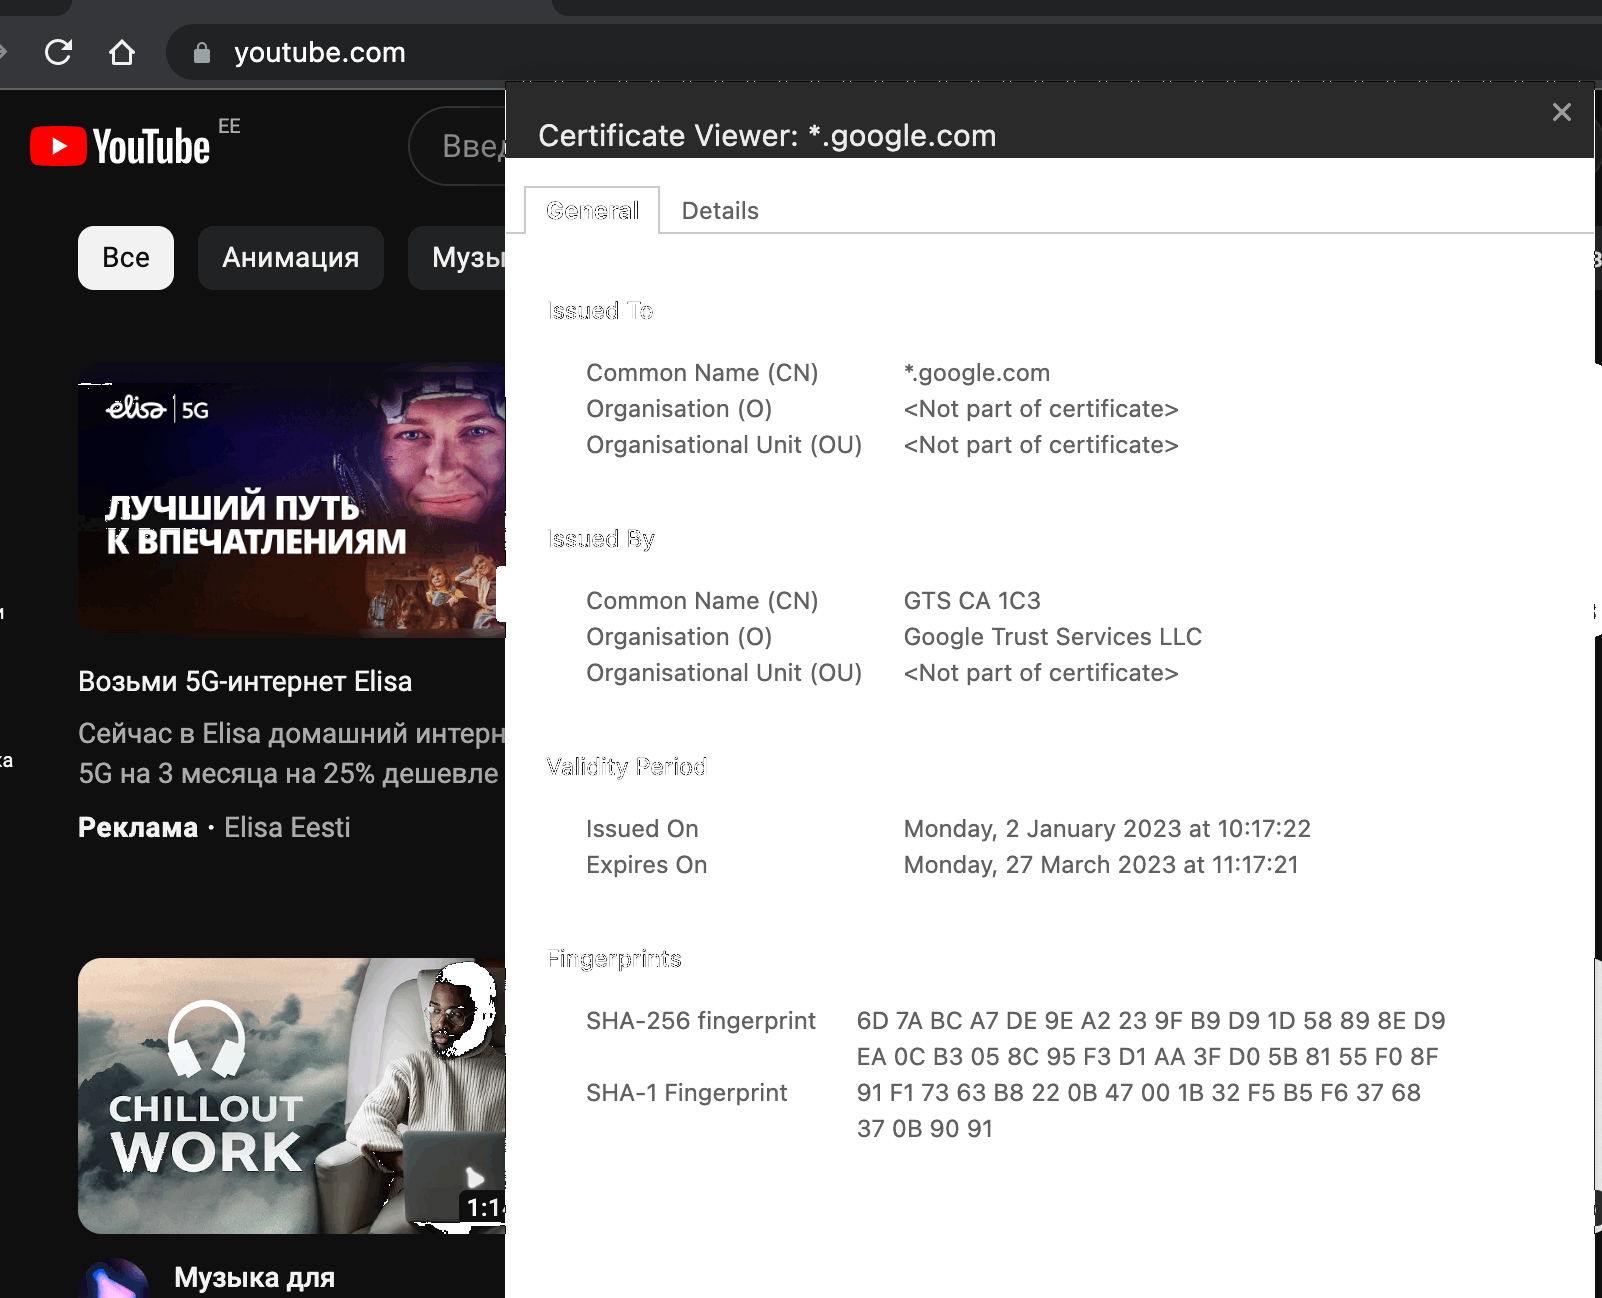 youtube.com
YouTube EE
Введ
Certificate Viewer: *.google.com
General
Details
Все
Анимация
Музы
Issued To
Common Name (CN) *.google.com
Organisation (O) <Not part of certificate>
Organisational Unit (OU) <Not part of certificate>
Issued By
Common Name (CN) GTS CA 1C3
Organisation (O) Google Trust Services LLC
Organisational Unit (OU) <Not part of certificate>
Validity Period
Issued On Monday, 2 January 2023 at 10:17:22
Expires On Monday, 27 March 2023 at 11:17:21
Fingerprints
SHA-256 fingerprint 6D 7A BC A7 DE 9E A2 23 9F B9 D9 1D 58 89 8E D9
EA 0C B3 05 8C 95 F3 D1 AA 3F D0 5B 81 55 F0 8F
SHA-1 Fingerprint 91 F1 73 63 B8 22 0B 47 00 1B 32 F5 B5 F6 37 68
37 0B 90 91
elisa 5G
ЛУЧШИЙ ПУТЬ
К ВПЕЧАТЛЕНИЯМ
Возьми 5G-интернет Elisa
Сейчас в Elisa домашний интерн
5G на 3 месяца на 25% дешевле
Реклама · Elisa Eesti
CHILLOUT
WORK
1:14
Музыка для